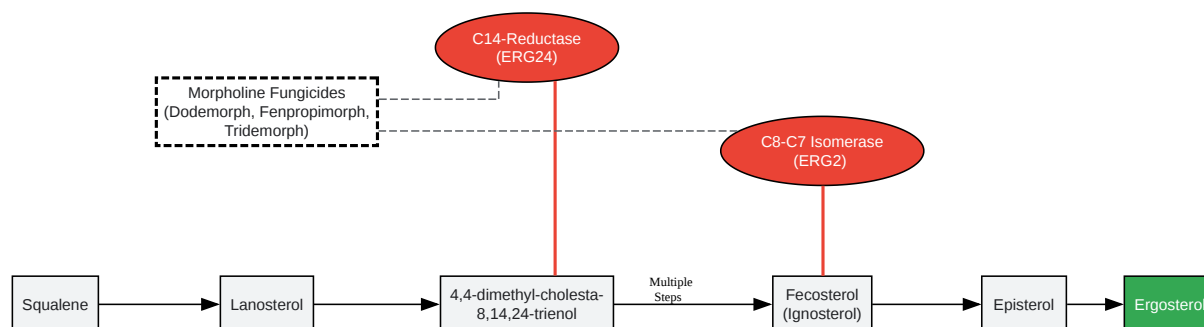 C14-Reductase
(ERG24)
Morpholine Fungicides
(Dodemorph, Fenpropimorph,
Tridemorph)
C8-C7 Isomerase
(ERG2)
Squalene
Lanosterol
4,4-dimethyl-cholesta-
8,14,24-trienol
Multiple
Steps
Fecosterol
(Ignosterol)
Episterol
Ergosterol